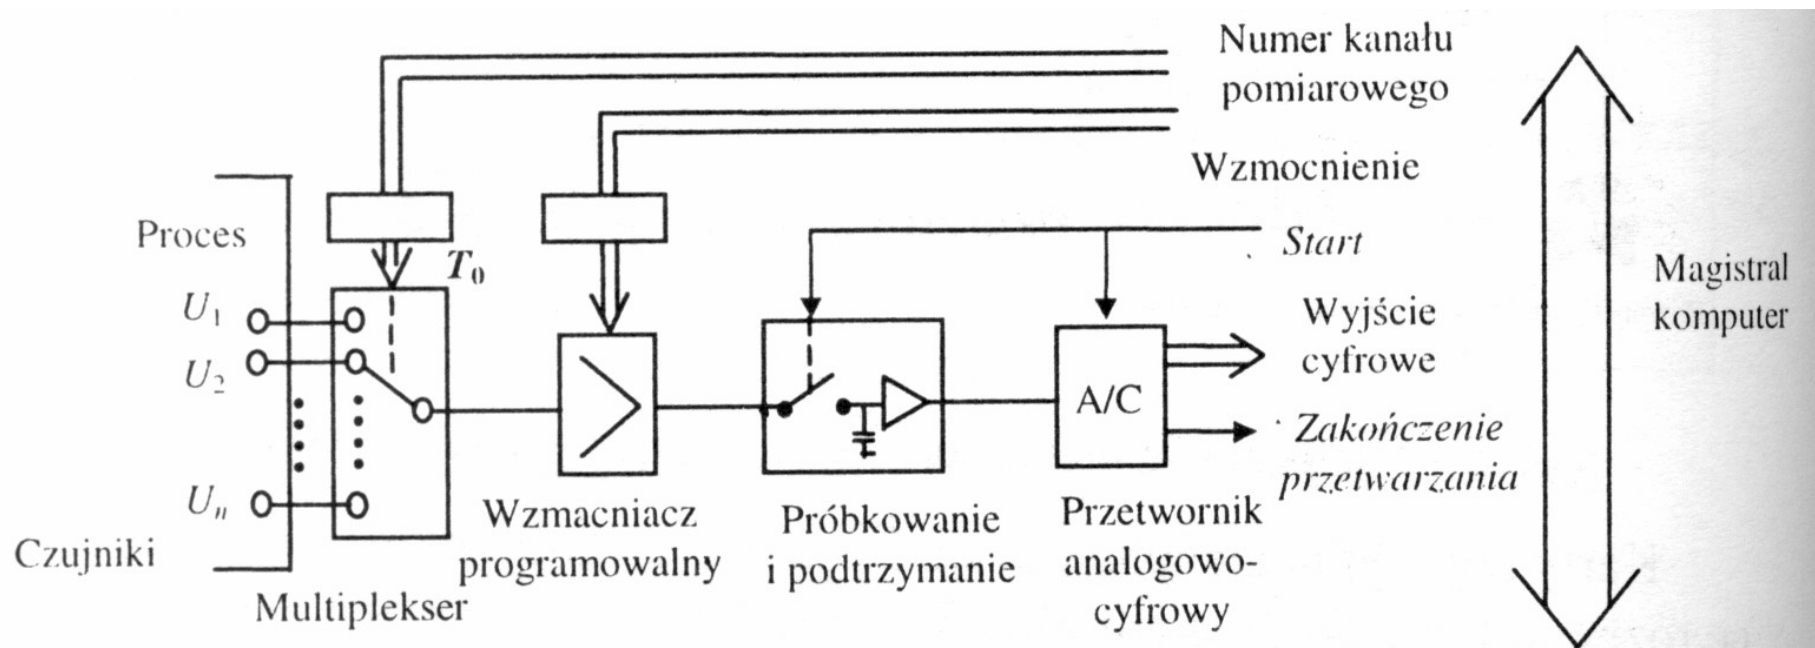 Numer kanału
pomiarowego
Wzmocnienie
Proces
T₀
Start
U₁
U₂
Uₙ
Wyjście
cyfrowe
Magistral
komputer
A/C
Zakończenie
przetwarzania
Czujniki
Multiplekser
Wzmacniacz
programowalny
Próbkowanie
i podtrzymanie
Przetwornik
analogowo-
cyfrowy